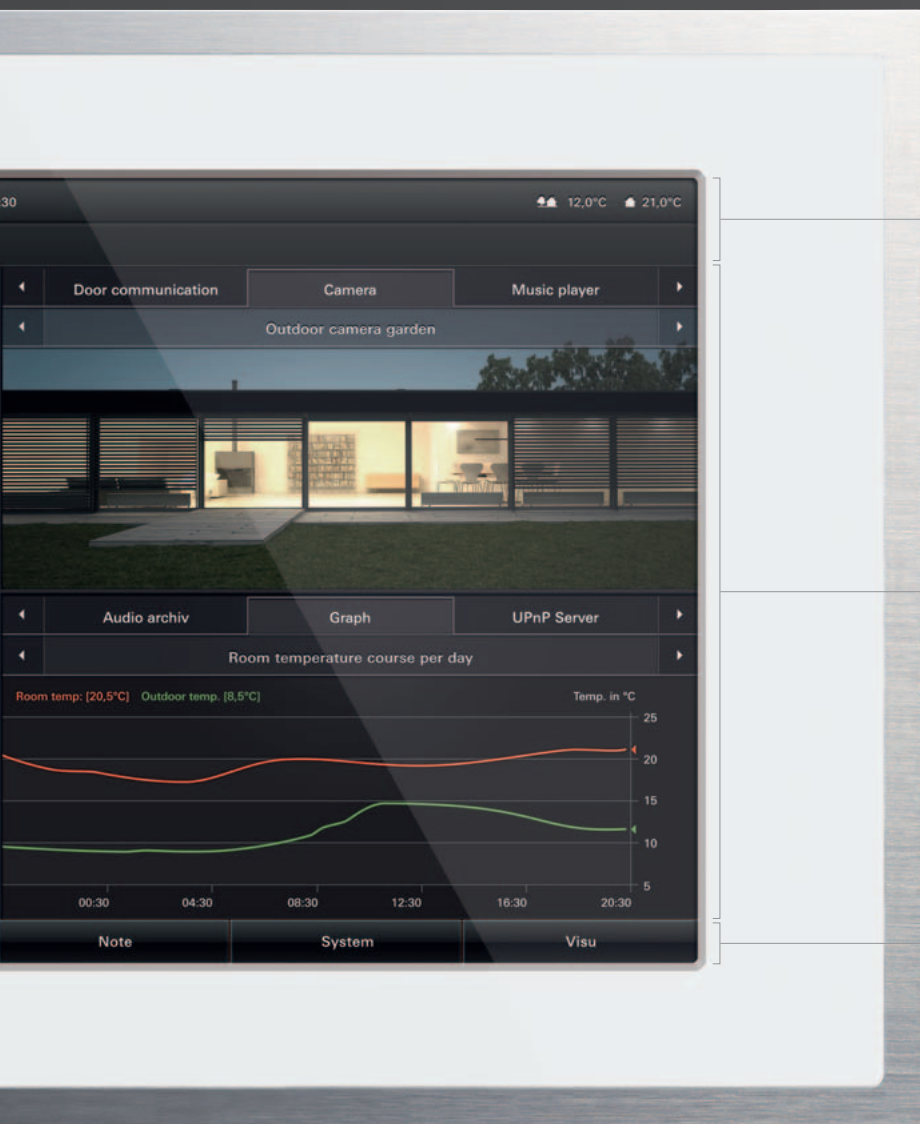 :30 12,0°C 21,0°C
Door communication Camera Music player
Outdoor camera garden
Audio archiv Graph UPnP Server
Room temperature course per day
Room temp: [20,5°C] Outdoor temp. [8,5°C] Temp. in °C
25
20
15
10
5
00:30 04:30 08:30 12:30 16:30 20:30
Note System Visu